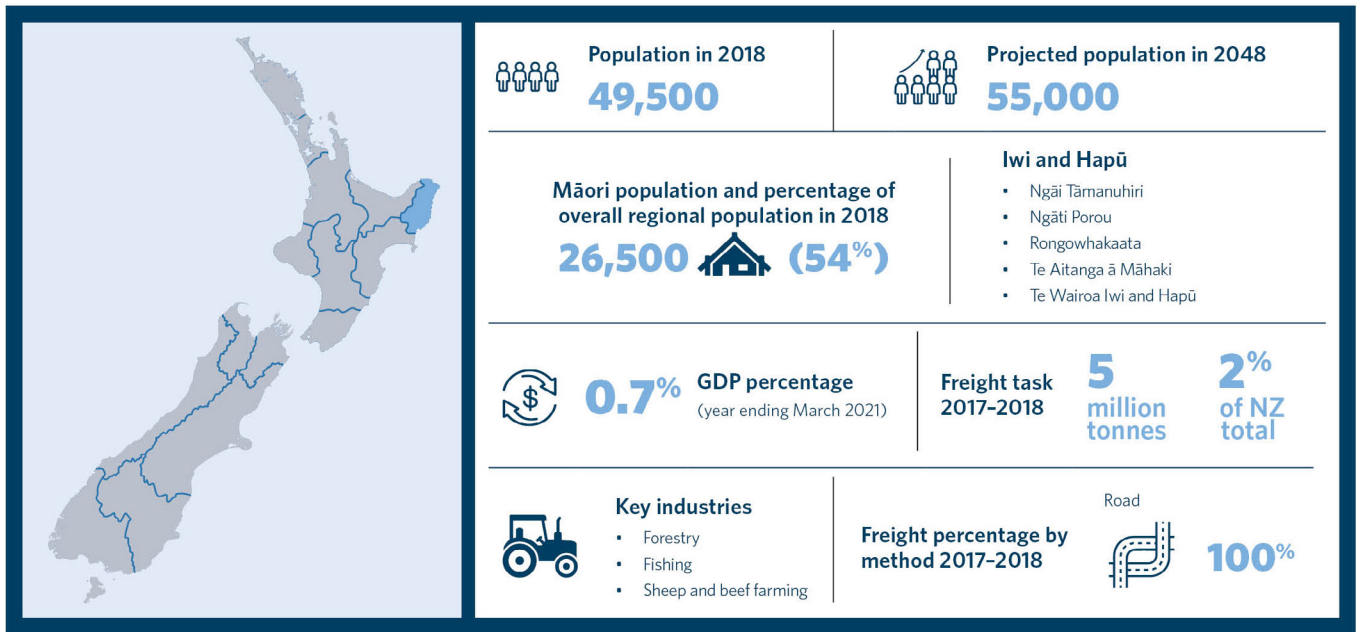 Population in 2018
49,500
Projected population in 2048
55,000
Māori population and percentage of
overall regional population in 2018
26,500 (54%)
Iwi and Hapū
• Ngāi Tāmanuhiri
• Ngāti Porou
• Rongowhakaata
• Te Aitanga ā Māhaki
• Te Wairoa Iwi and Hapū
$
0.7%
GDP percentage
(year ending March 2021)
Freight task
2017–2018
5
million
tonnes
2%
of NZ
total
Key industries
• Forestry
• Fishing
• Sheep and beef farming
Freight percentage by
method 2017–2018
Road
100%